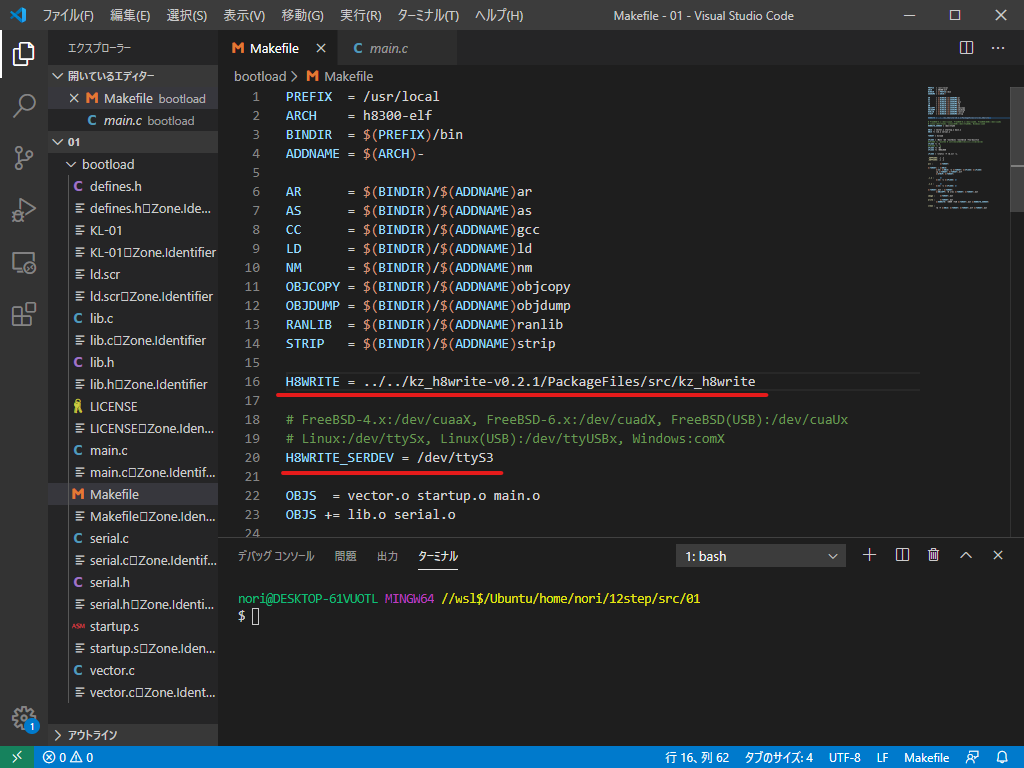 ファイル(F) 編集(E) 選択(S) 表示(V) 移動(G) 実行(R) ターミナル(T) ヘルプ(H) Makefile - 01 - Visual Studio Code
エクスプローラー
開いているエディター
Makefile bootload
main.c bootload
01
bootload
defines.h
defines.h□Zone.Ide...
KL-01
KL-01□Zone.Identifier
ld.scr
ld.scr□Zone.Identifier
lib.c
lib.c□Zone.Identifier
lib.h
lib.h□Zone.Identifier
LICENSE
LICENSE□Zone.Iden...
main.c
main.c□Zone.Identif...
Makefile
Makefile□Zone.Iden...
serial.c
serial.c□Zone.Identif...
serial.h
serial.h□Zone.Identi...
startup.s
startup.s□Zone.Iden...
vector.c
vector.c□Zone.Ident...
アウトライン
Makefile
main.c
bootload > Makefile
1 PREFIX  = /usr/local
2 ARCH    = h8300-elf
3 BINDIR  = $(PREFIX)/bin
4 ADDNAME = $(ARCH)-
5
6 AR      = $(BINDIR)/$(ADDNAME)ar
7 AS      = $(BINDIR)/$(ADDNAME)as
8 CC      = $(BINDIR)/$(ADDNAME)gcc
9 LD      = $(BINDIR)/$(ADDNAME)ld
10 NM      = $(BINDIR)/$(ADDNAME)nm
11 OBJCOPY = $(BINDIR)/$(ADDNAME)objcopy
12 OBJDUMP = $(BINDIR)/$(ADDNAME)objdump
13 RANLIB  = $(BINDIR)/$(ADDNAME)ranlib
14 STRIP   = $(BINDIR)/$(ADDNAME)strip
15
16 H8WRITE = ../../kz_h8write-v0.2.1/PackageFiles/src/kz_h8write
17
18 # FreeBSD-4.x:/dev/cuaaX, FreeBSD-6.x:/dev/cuadX, FreeBSD(USB):/dev/cuaUx
19 # Linux:/dev/ttySx, Linux(USB):/dev/ttyUSBx, Windows:comX
20 H8WRITE_SERDEV = /dev/ttyS3
21
22 OBJS  = vector.o startup.o main.o
23 OBJS += lib.o serial.o
24
デバッグ コンソール 問題 出力 ターミナル 1: bash
nori@DESKTOP-61VUOTL MINGW64 //wsl$/Ubuntu/home/nori/12step/src/01
$
1
0 0 行 16、列 62 タブのサイズ: 4 UTF-8 LF Makefile